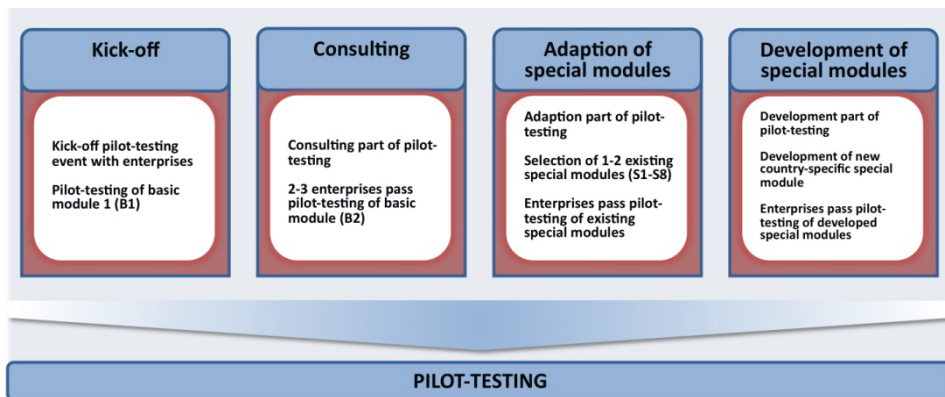 Kick-off
Kick-off pilot-testing
event with enterprises
Pilot-testing of basic
module 1 (B1)
Consulting
Consulting part of pilot-
testing
2-3 enterprises pass
pilot-testing of basic
module (B2)
Adaption of
special modules
Adaption part of pilot-
testing
Selection of 1-2 existing
special modules (S1-S8)
Enterprises pass pilot-
testing of existing
special modules
Development of
special modules
Development part of
pilot-testing
Development of new
country-specific special
module
Enterprises pass pilot-
testing of developed
special modules
PILOT-TESTING